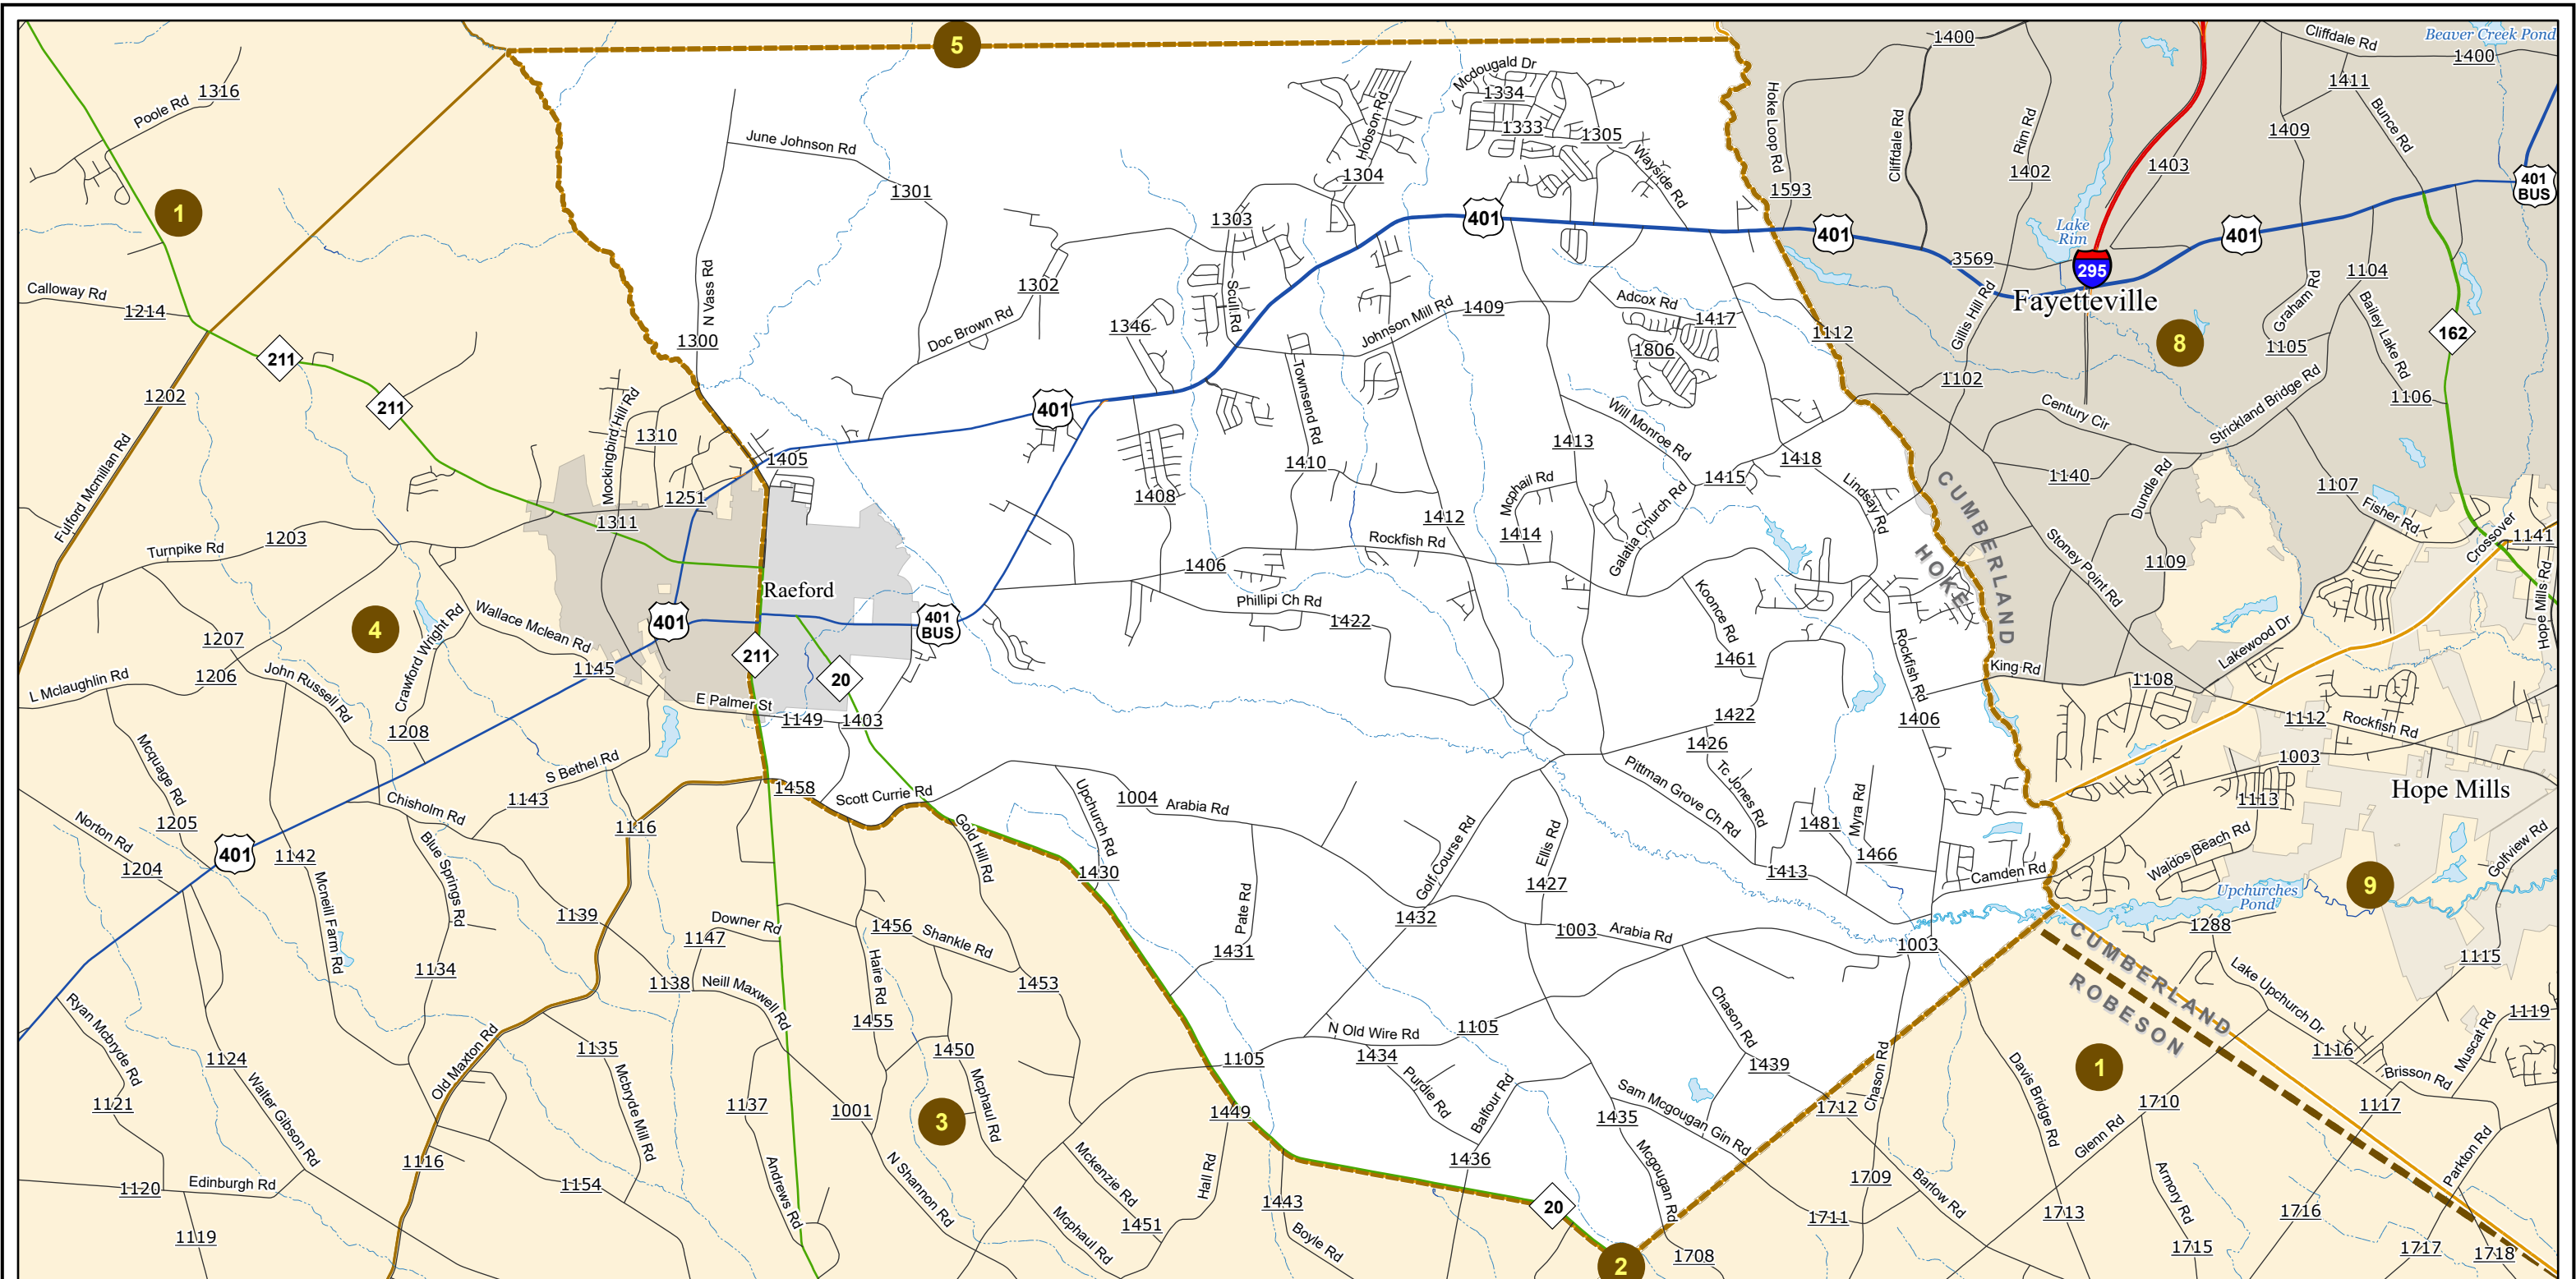 5
Beaver Creek Pond
Cliffdale Rd
1400
1400
1316
Poole Rd
Mcdougald Dr
1334
1411
Hobson Rd
Hoke Loop Rd
Cliffdale Rd
Rim Rd
Bunce Rd
1333
1305
1409
June Johnson Rd
1304
Wayside Rd
1402
1403
1301
1593
401
BUS
1
1303
401
401
Lake
Rim
401
3569
295
1104
N Vass Rd
1302
Calloway Rd
1214
Scull Rd
Johnson Mill Rd
1409
Adcox Rd
1417
Gillis Hill Rd
Fayetteville
Graham Rd
Bailey Lake Rd
Doc Brown Rd
1346
1112
1300
1806
8
1105
162
211
1202
211
Townsend Rd
1102
1106
Mockingbird Hill Rd
401
Will Monroe Rd
Century Cir
Strickland Bridge Rd
1310
1413
Fulford Mcmillan Rd
1405
1410
1418
1415
1140
1251
1408
Mcphail Rd
Lindsay Rd
CUMBERLAND
HOKE
Dundle Rd
1107
Fisher Rd
1311
1412
1414
Galatia Church Rd
Stoney Point Rd
Crossover
1141
1203
Turnpike Rd
Rockfish Rd
1406
1109
Hope Mills Rd
Raeford
Phillipi Ch Rd
1422
Koonce Rd
4
Crawford Wright Rd
Wallace Mclean Rd
401
401
BUS
1207
211
20
Rockfish Rd
Lakewood Dr
1206
John Russell Rd
1145
1461
King Rd
L Mclaughlin Rd
E Palmer St
1149
1403
1108
1208
1422
1406
1112
Rockfish Rd
Mcquage Rd
S Bethel Rd
1426
1003
1458
Scott Currie Rd
Upchurch Rd
1004
Arabia Rd
Pittman Grove Ch Rd
Tc Jones Rd
Hope Mills
1143
Chisholm Rd
1205
Norton Rd
1116
Gold Hill Rd
Golf Course Rd
Ellis Rd
1481
Myra Rd
1113
Waldos Beach Rd
Golfview Rd
401
1142
1204
Blue Springs Rd
1430
1427
1413
1466
Camden Rd
9
Upchurches
Pond
Mcneill Farm Rd
1139
Downer Rd
1147
1456
Shankle Rd
Pate Rd
1432
1003
Arabia Rd
1003
1288
1431
1134
1138
Neill Maxwell Rd
Haire Rd
1453
CUMBERLAND
ROBESON
1115
Lake Upchurch Dr
Ryan Mcbryde Rd
1455
Chason Rd
1119
Muscat Rd
Old Maxton Rd
N Old Wire Rd
1105
1124
1135
1450
1105
1434
1439
1
1116
Brisson Rd
Walter Gibson Rd
Mcbryde Mill Rd
Mcphaul Rd
Purdie Rd
Balfour Rd
Sam Mcgougan Gin Rd
Chason Rd
Davis Bridge Rd
1121
1137
1001
3
1449
1435
1712
1710
1117
Glenn Rd
1116
N Shannon Rd
Mckenzie Rd
Hall Rd
1436
Mcgougan Rd
1709
Barlow Rd
Armory Rd
Parkton Rd
1120
Edinburgh Rd
1154
Andrews Rd
1443
20
1711
1713
1716
1119
Mcphaul Rd
1451
Boyle Rd
2
1708
1715
1717
1718